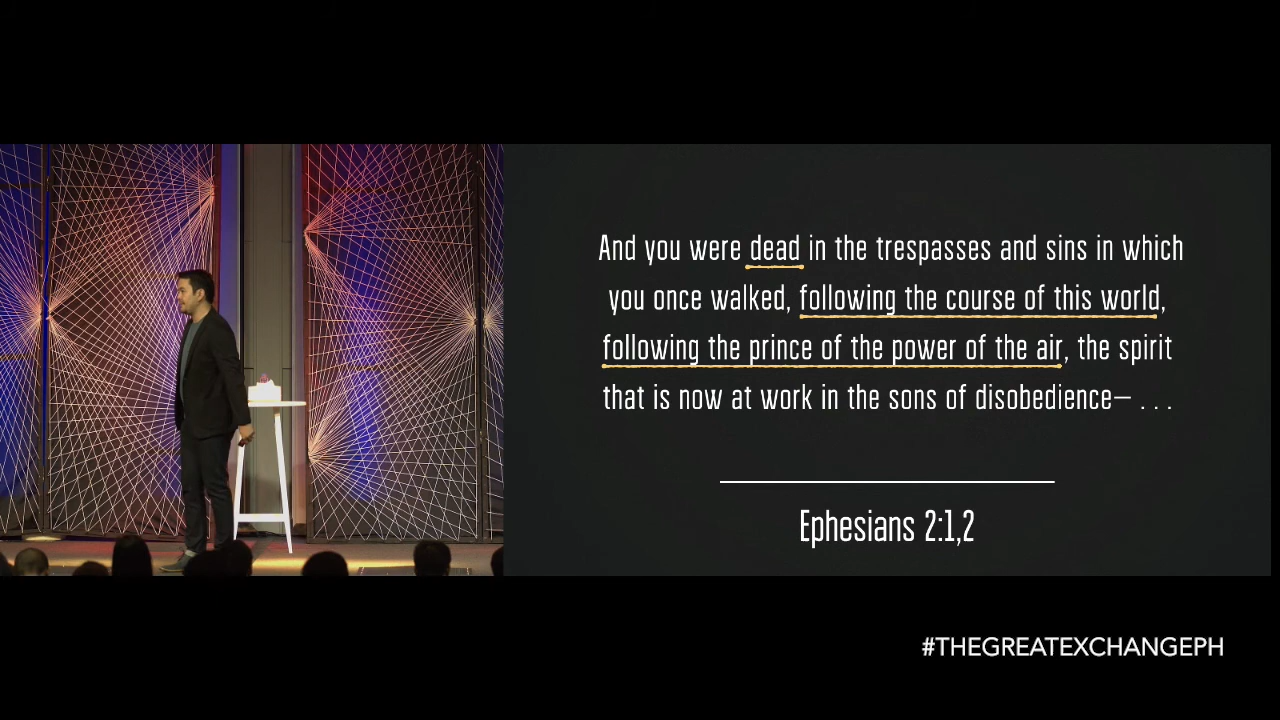 And you were dead in the trespasses and sins in which
you once walked, following the course of this world,
following the prince of the power of the air, the spirit
that is now at work in the sons of disobedience— . . .
Ephesians 2:1,2
#THEGREATEXCHANGEPH